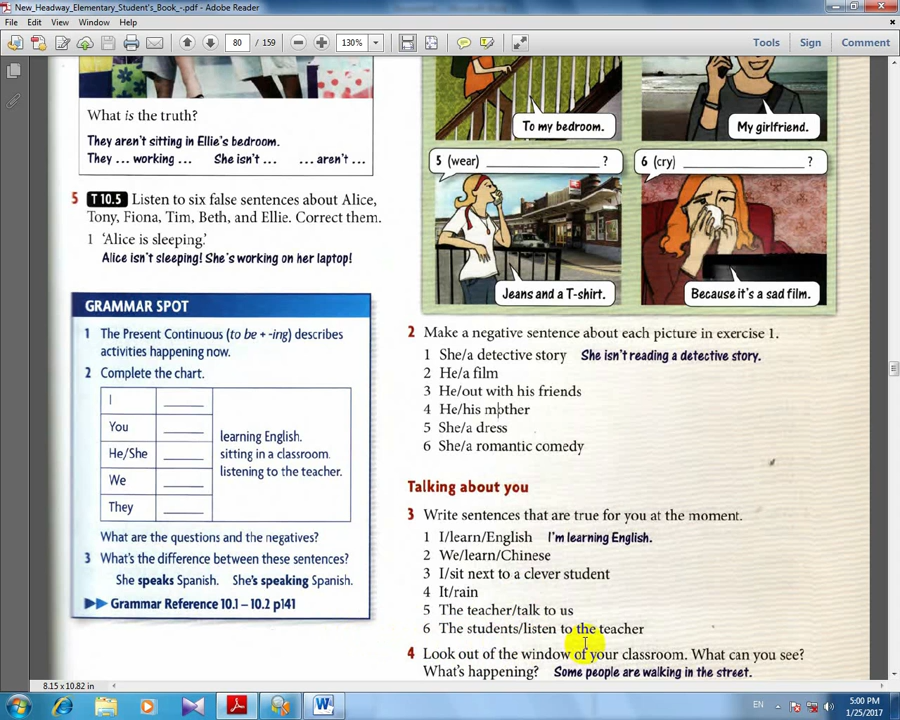 New_Headway_Elementary_Student's_Book_-.pdf - Adobe Reader
File Edit View Window Help
80 / 159 130% Tools Sign Comment
What is the truth?
They aren't sitting in Ellie's bedroom.
They ... working ... She isn't ... ... aren't ...
5 T 10.5 Listen to six false sentences about Alice,
Tony, Fiona, Tim, Beth, and Ellie. Correct them.
1 'Alice is sleeping.'
Alice isn't sleeping! She's working on her laptop!
GRAMMAR SPOT
1 The Present Continuous (to be + -ing) describes
activities happening now.
2 Complete the chart.
I
You
He/She
We
They
learning English.
sitting in a classroom.
listening to the teacher.
What are the questions and the negatives?
3 What's the difference between these sentences?
She speaks Spanish. She's speaking Spanish.
Grammar Reference 10.1 – 10.2 p141
To my bedroom.
My girlfriend.
5 (wear) ____________ ?
6 (cry) ____________ ?
Jeans and a T-shirt.
Because it's a sad film.
2 Make a negative sentence about each picture in exercise 1.
1 She/a detective story She isn't reading a detective story.
2 He/a film
3 He/out with his friends
4 He/his mother
5 She/a dress
6 She/a romantic comedy
Talking about you
3 Write sentences that are true for you at the moment.
1 I/learn/English I'm learning English.
2 We/learn/Chinese
3 I/sit next to a clever student
4 It/rain
5 The teacher/talk to us
6 The students/listen to the teacher
4 Look out of the window of your classroom. What can you see?
What's happening? Some people are walking in the street.
8.15 x 10.82 in
EN
5:00 PM
1/25/2017